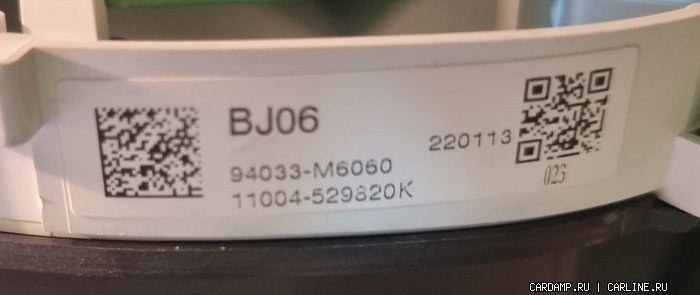 BJ06
94033-M6060
11004-529820K
220113
023
CARDAMP.RU | CARLINE.RU